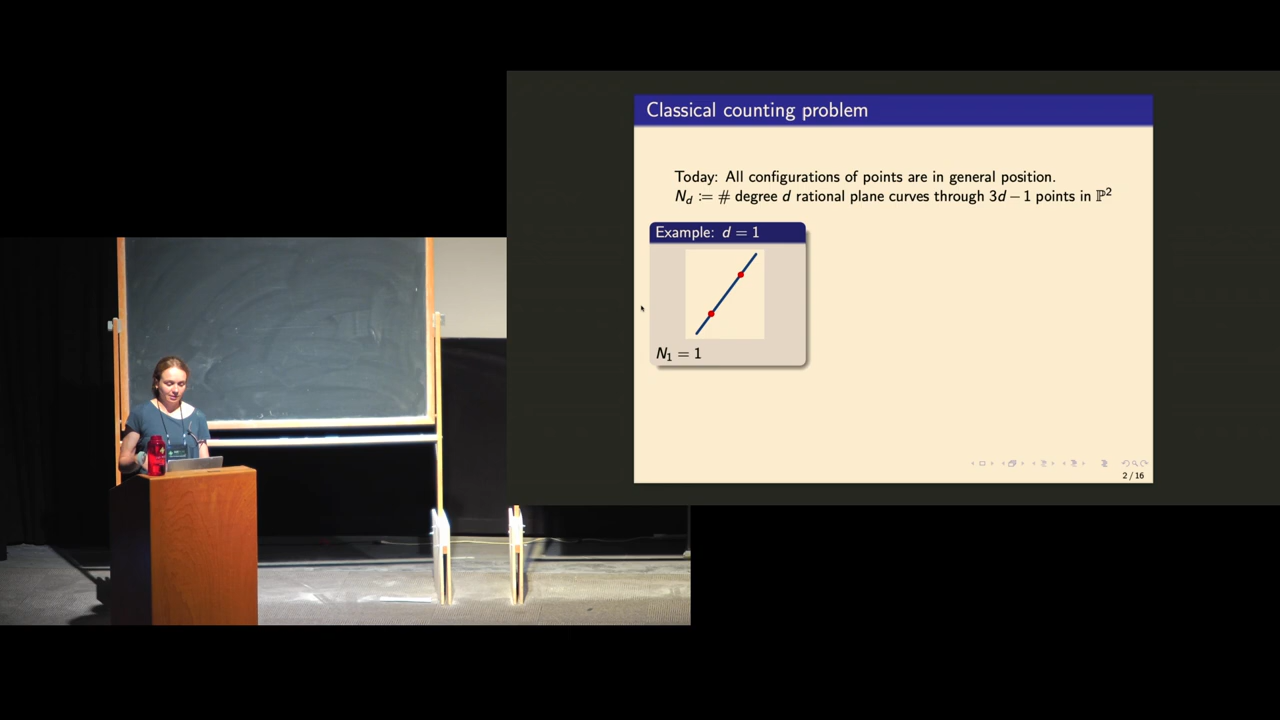 Classical counting problem
Today: All configurations of points are in general position.
N_d := # degree d rational plane curves through 3d − 1 points in ℙ²
Example: d = 1
N₁ = 1
2 / 16